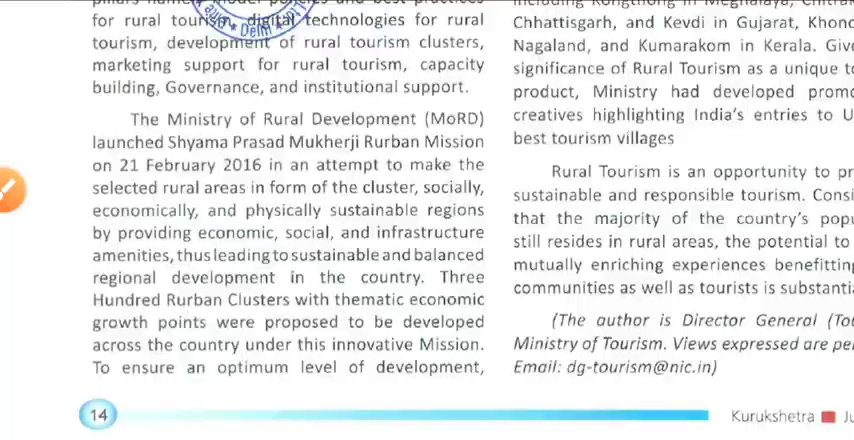 for rural tourism, digital technologies for rural
tourism, development of rural tourism clusters,
marketing support for rural tourism, capacity
building, Governance, and institutional support.
The Ministry of Rural Development (MoRD)
launched Shyama Prasad Mukherji Rurban Mission
on 21 February 2016 in an attempt to make the
selected rural areas in form of the cluster, socially,
economically, and physically sustainable regions
by providing economic, social, and infrastructure
amenities, thus leading to sustainable and balanced
regional development in the country. Three
Hundred Rurban Clusters with thematic economic
growth points were proposed to be developed
across the country under this innovative Mission.
To ensure an optimum level of development,
Chhattisgarh, and Kevdi in Gujarat,
Nagaland, and Kumarakom in Kerala.
significance of Rural Tourism as a unique
product, Ministry had developed
creatives highlighting India's entries to
best tourism villages
Rural Tourism is an opportunity to
sustainable and responsible tourism.
that the majority of the country's
still resides in rural areas, the potential to
mutually enriching experiences
communities as well as tourists is
(The author is Director General
Ministry of Tourism. Views expressed are
Email: dg-tourism@nic.in)
14
Kurukshetra
Delhi